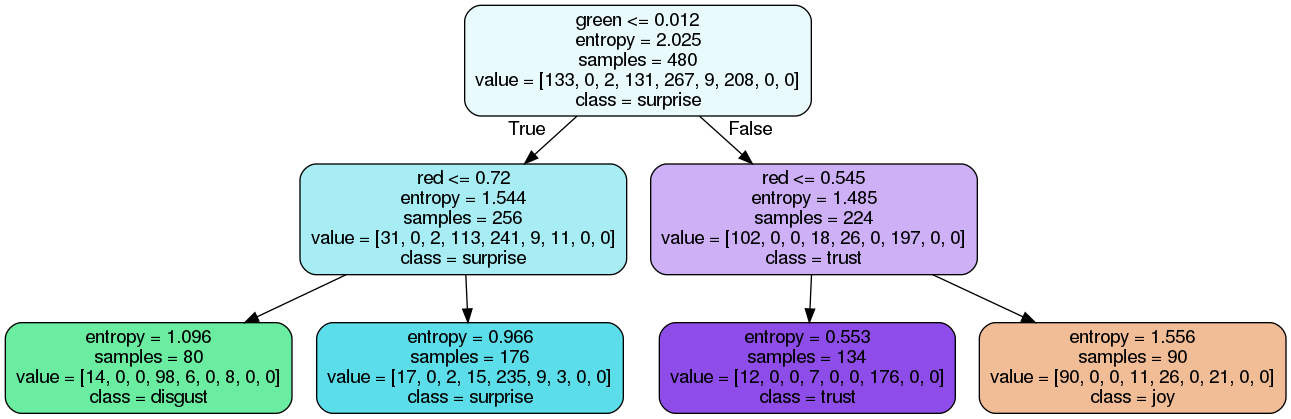 green <= 0.012
entropy = 2.025
samples = 480
value = [133, 0, 2, 131, 267, 9, 208, 0, 0]
class = surprise
True
False
red <= 0.72
entropy = 1.544
samples = 256
value = [31, 0, 2, 113, 241, 9, 11, 0, 0]
class = surprise
red <= 0.545
entropy = 1.485
samples = 224
value = [102, 0, 0, 18, 26, 0, 197, 0, 0]
class = trust
entropy = 1.096
samples = 80
value = [14, 0, 0, 98, 6, 0, 8, 0, 0]
class = disgust
entropy = 0.966
samples = 176
value = [17, 0, 2, 15, 235, 9, 3, 0, 0]
class = surprise
entropy = 0.553
samples = 134
value = [12, 0, 0, 7, 0, 0, 176, 0, 0]
class = trust
entropy = 1.556
samples = 90
value = [90, 0, 0, 11, 26, 0, 21, 0, 0]
class = joy